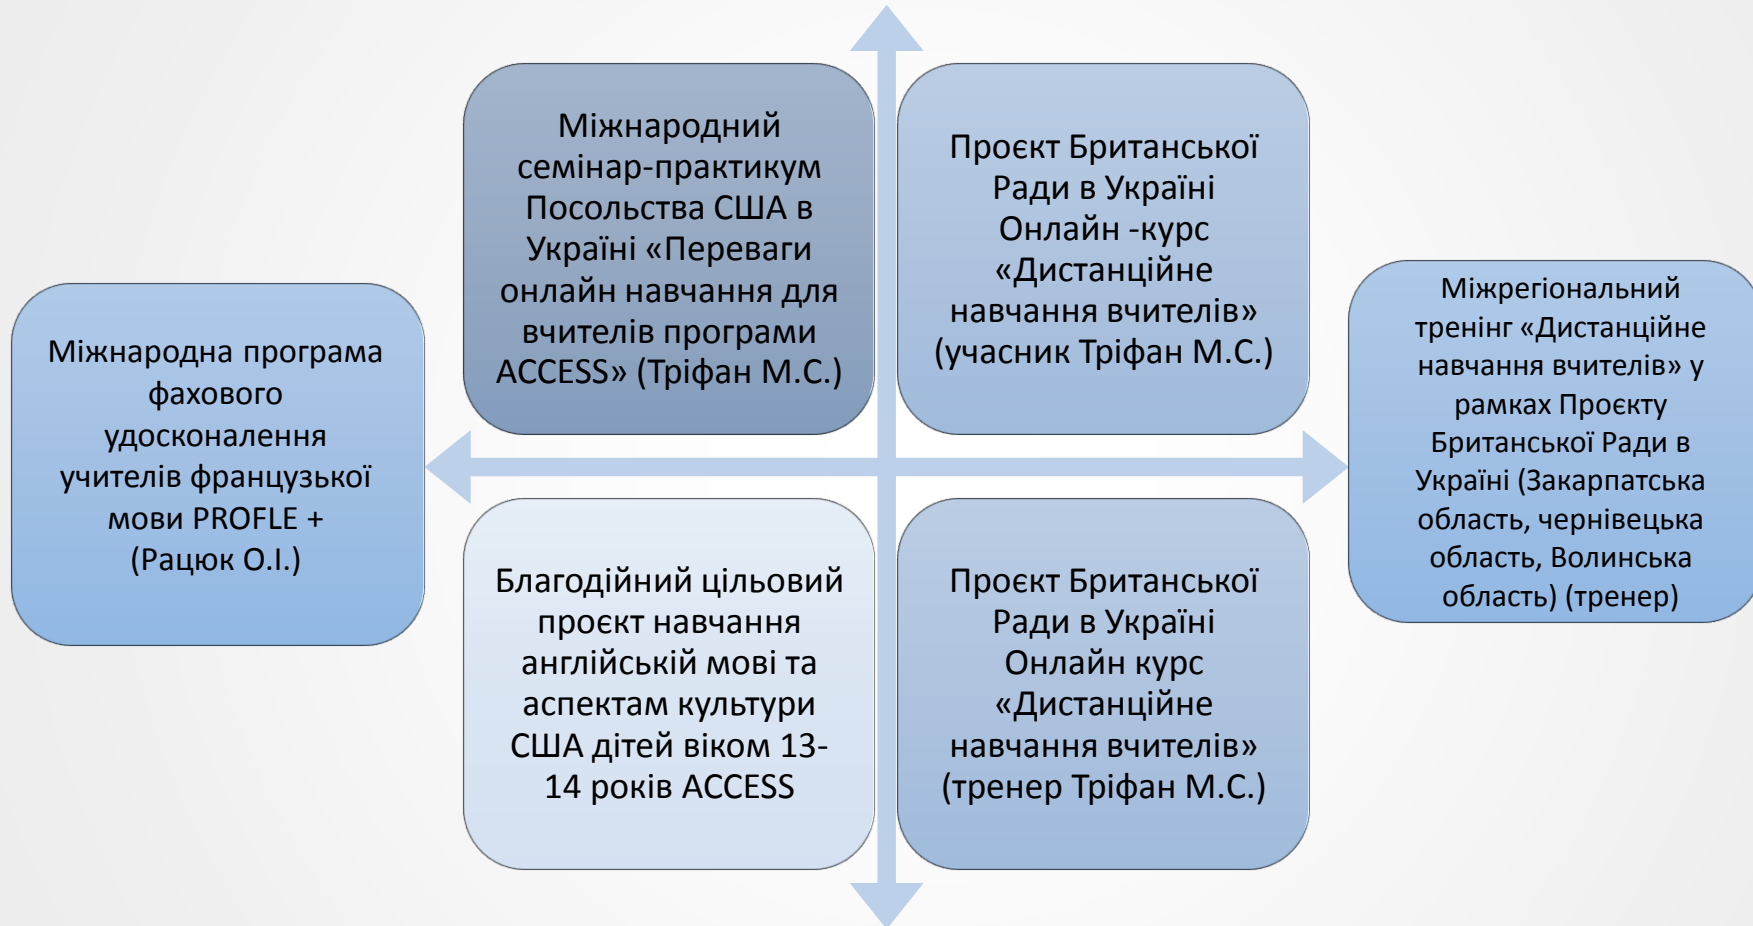 Міжнародна програма
фахового
удосконалення
учителів французької
мови PROFLE +
(Рацюк О.І.)
Міжнародний
семінар-практикум
Посольства США в
Україні «Переваги
онлайн навчання для
вчителів програми
ACCESS» (Тріфан М.С.)
Проєкт Британської
Ради в Україні
Онлайн -курс
«Дистанційне
навчання вчителів»
(учасник Тріфан М.С.)
Благодійний цільовий
проєкт навчання
англійській мові та
аспектам культури
США дітей віком 13-
14 років ACCESS
Проєкт Британської
Ради в Україні
Онлайн курс
«Дистанційне
навчання вчителів»
(тренер Тріфан М.С.)
Міжрегіональний
тренінг «Дистанційне
навчання вчителів» у
рамках Проєкту
Британської Ради в
Україні (Закарпатська
область, чернівецька
область, Волинська
область) (тренер)